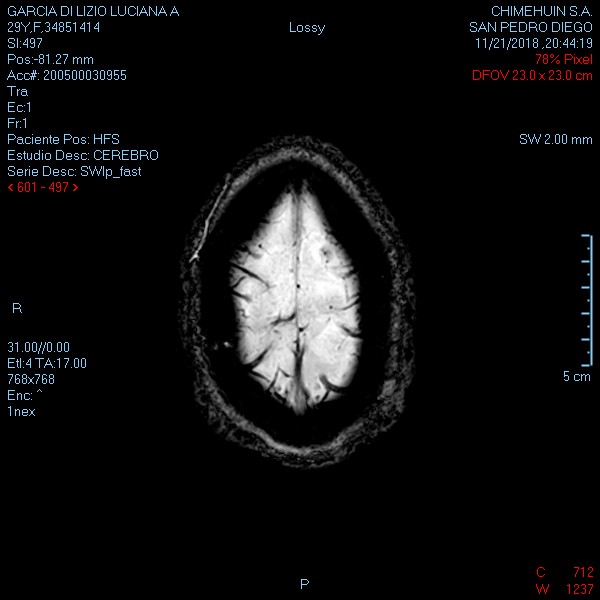 GARCIA DI LIZIO LUCIANA A
29Y,F,34851414
Sl:497
Pos:-81.27 mm
Acc#: 200500030955
Tra
Ec:1
Fr:1
Paciente Pos: HFS
Estudio Desc: CEREBRO
Serie Desc: SWIp_fast
< 601 - 497 >
Lossy
CHIMEHUIN S.A.
SAN PEDRO DIEGO
11/21/2018 ,20:44:19
78% Pixel
DFOV 23.0 x 23.0 cm
SW 2.00 mm
R
31.00//0.00
Etl:4 TA:17.00
768x768
Enc: ^
1nex
5 cm
P
C 712
W 1237